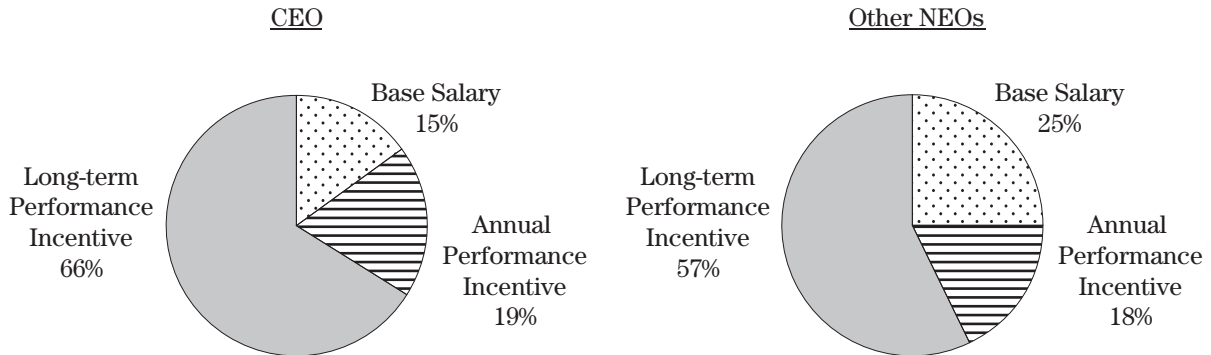 CEO
Base Salary
15%
Long-term
Performance
Incentive
66%
Annual
Performance
Incentive
19%
Other NEOs
Base Salary
25%
Long-term
Performance
Incentive
57%
Annual
Performance
Incentive
18%